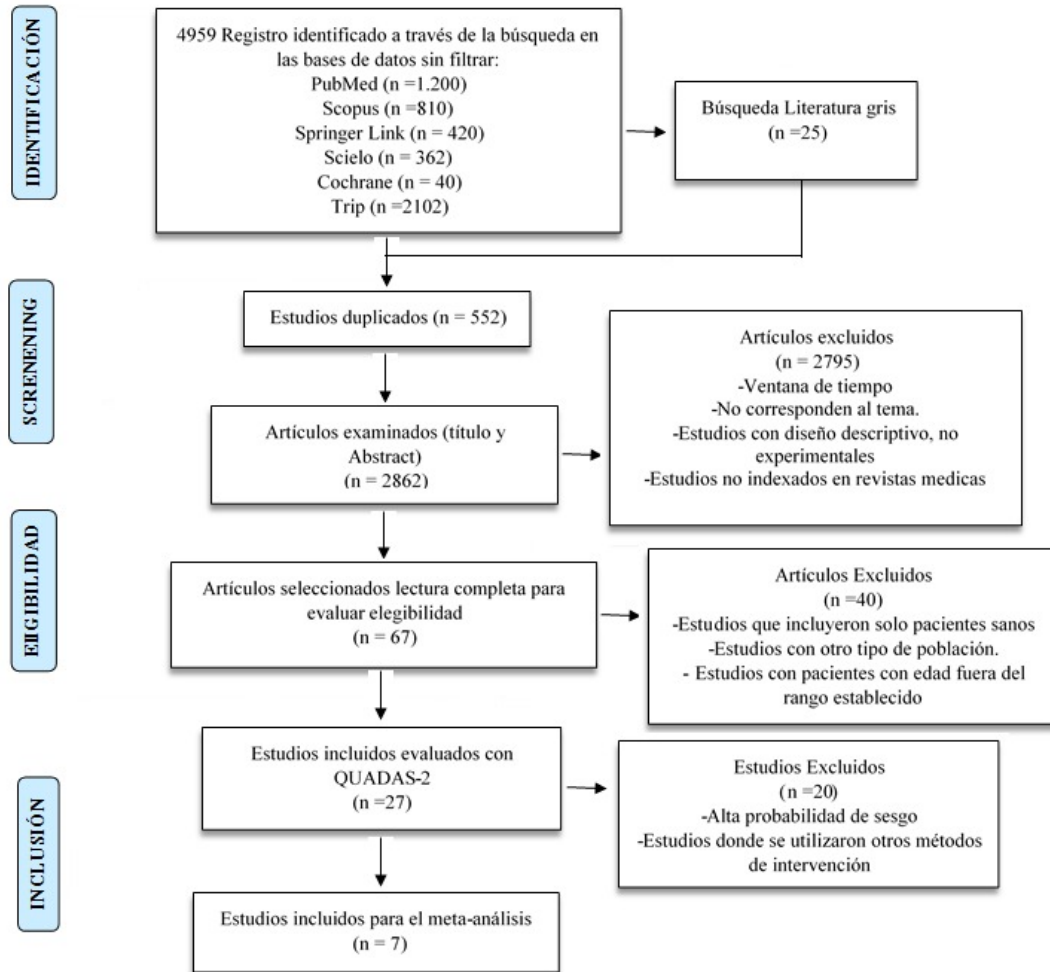 IDENTIFICACIÓN
4959 Registro identificado a través de la búsqueda en
las bases de datos sin filtrar:
PubMed (n =1.200)
Scopus (n =810)
Springer Link (n = 420)
Scielo (n = 362)
Cochrane (n = 40)
Trip (n =2102)
Búsqueda Literatura gris
(n =25)
SCRENENING
Estudios duplicados (n = 552)
Artículos examinados (título y
Abstract)
(n = 2862)
Artículos excluidos
(n = 2795)
-Ventana de tiempo
-No corresponden al tema.
-Estudios con diseño descriptivo, no
experimentales
-Estudios no indexados en revistas medicas
EllGIBILIDAD
Artículos seleccionados lectura completa para
evaluar elegibilidad
(n = 67)
Artículos Excluidos
(n =40)
-Estudios que incluyeron solo pacientes sanos
-Estudios con otro tipo de población.
- Estudios con pacientes con edad fuera del
rango establecido
INCLUSIÓN
Estudios incluidos evaluados con
QUADAS-2
(n =27)
Estudios Excluidos
(n =20)
-Alta probabilidad de sesgo
-Estudios donde se utilizaron otros métodos
de intervención
Estudios incluidos para el meta-análisis
(n = 7)